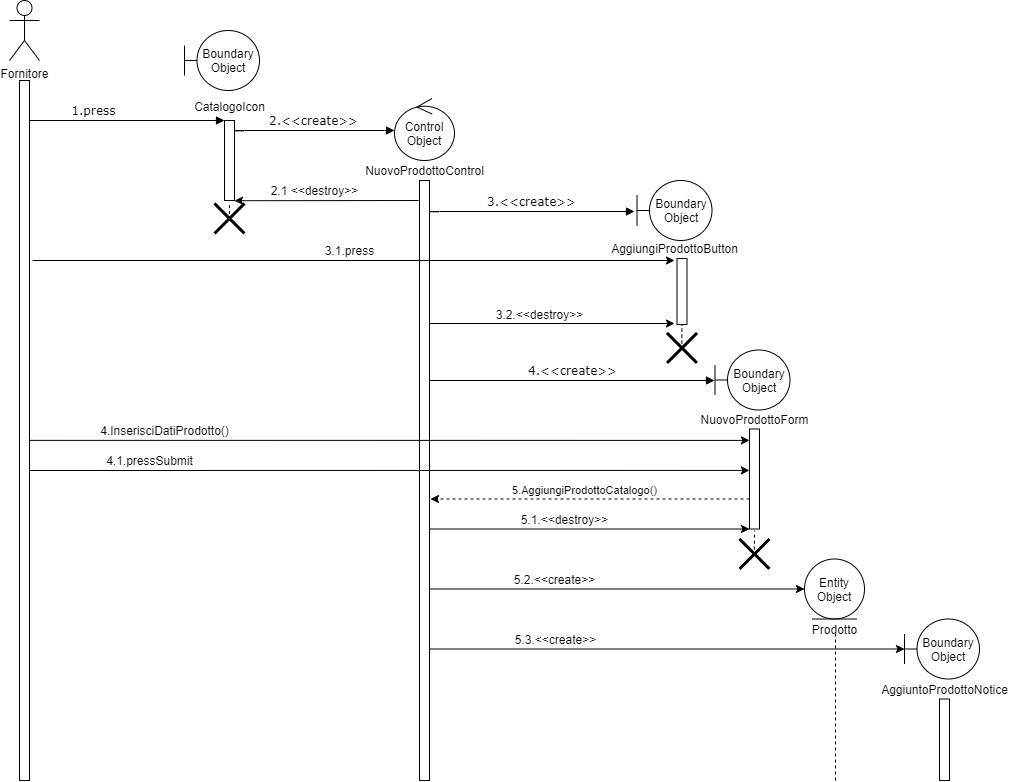 Boundary
Object
Fornitore
1.press
CatalogoIcon
2.<<create>>
Control
Object
NuovoProdottoControl
2.1 <<destroy>>
3.<<create>>
Boundary
Object
AggiungiProdottoButton
3.1.press
3.2.<<destroy>>
4.<<create>>
Boundary
Object
NuovoProdottoForm
4.InserisciDatiProdotto()
4.1.pressSubmit
5.AggiungiProdottoCatalogo()
5.1.<<destroy>>
5.2.<<create>>
Entity
Object
Prodotto
5.3.<<create>>
Boundary
Object
AggiuntoProdottoNotice